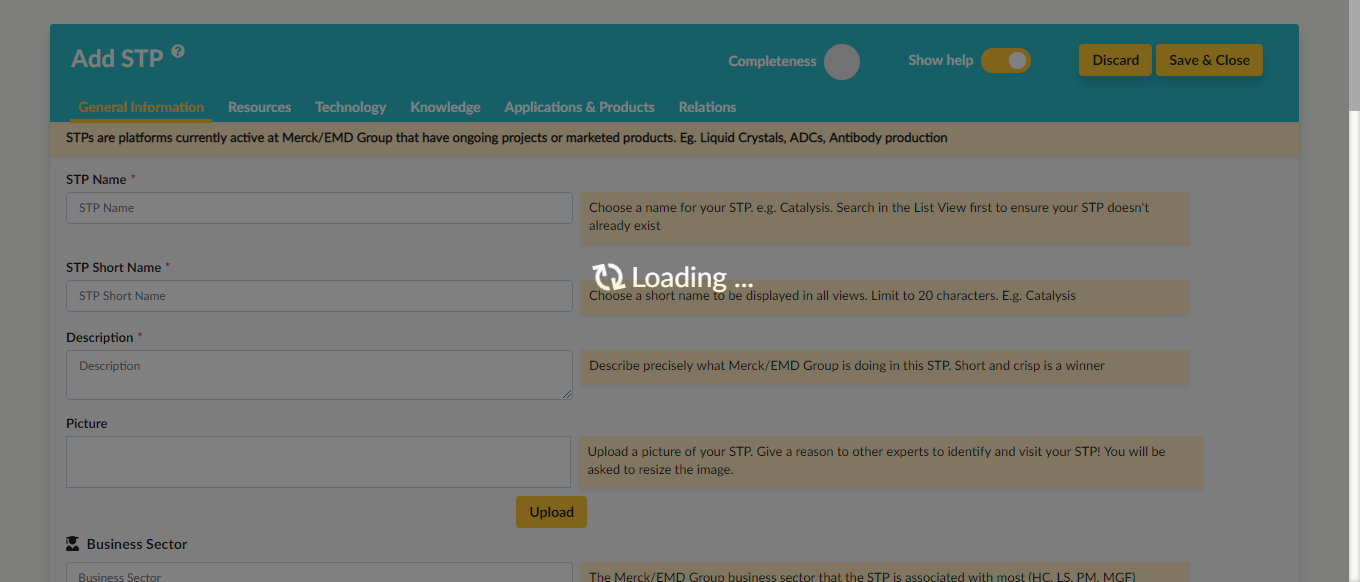 Add STP ?
Completeness
Show help
Discard
Save & Close
General Information Resources Technology Knowledge Applications & Products Relations
STPs are platforms currently active at Merck/EMD Group that have ongoing projects or marketed products. Eg. Liquid Crystals, ADCs, Antibody production
STP Name *
STP Name
Choose a name for your STP. e.g. Catalysis. Search in the List View first to ensure your STP doesn't
already exist
STP Short Name *
Loading ...
STP Short Name
Choose a short name to be displayed in all views. Limit to 20 characters. E.g. Catalysis
Description *
Description
Describe precisely what Merck/EMD Group is doing in this STP. Short and crisp is a winner
Picture
Upload a picture of your STP. Give a reason to other experts to identify and visit your STP! You will be
asked to resize the image.
Upload
Business Sector
Business Sector
The Merck/EMD Group business sector that the STP is associated with most (HC, LS, PM, MGF)